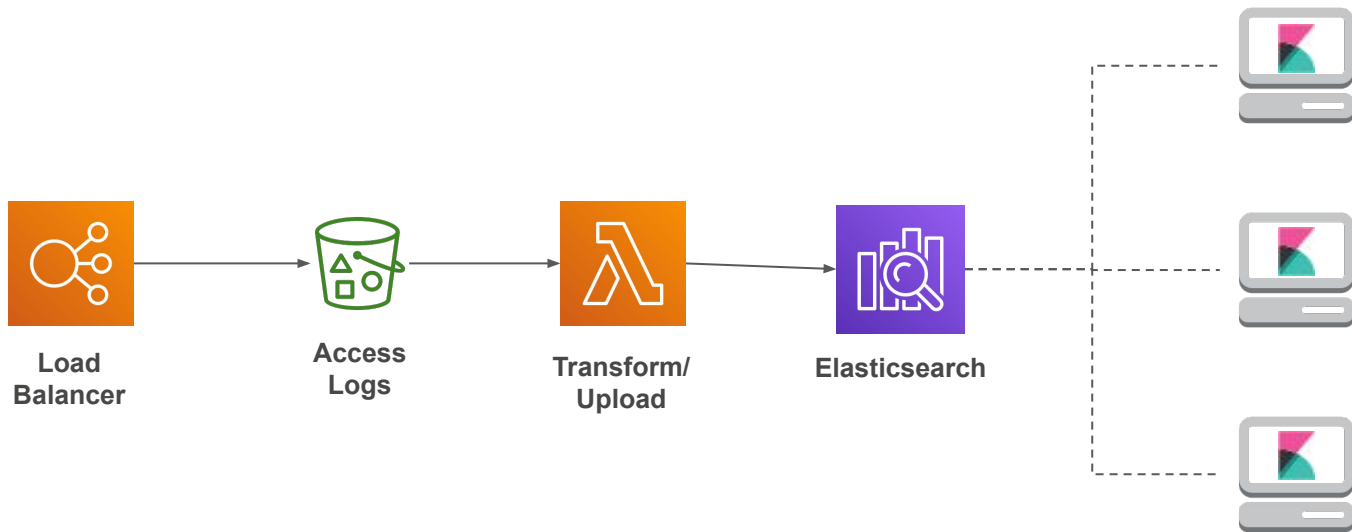 Load
Balancer
Access
Logs
Transform/
Upload
Elasticsearch